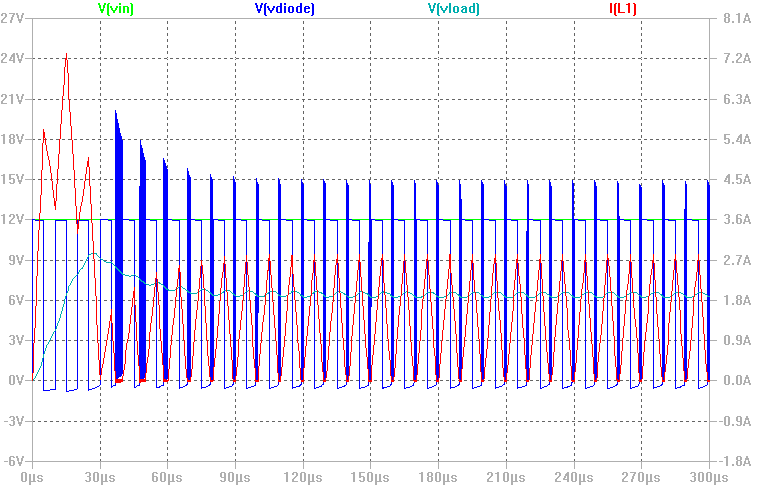 V(vin) V(vdiode) V(vload) I(L1)
27V 8.1A
24V 7.2A
21V 6.3A
18V 5.4A
15V 4.5A
12V 3.6A
9V 2.7A
6V 1.8A
3V 0.9A
0V 0.0A
-3V -0.9A
-6V -1.8A
0µs 30µs 60µs 90µs 120µs 150µs 180µs 210µs 240µs 270µs 300µs